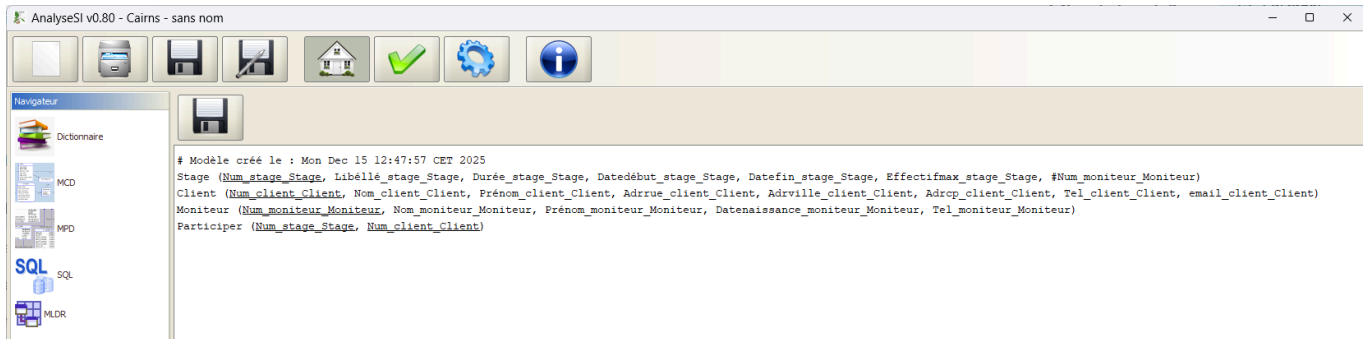 AnalyseSI v0.80 - Cairns - sans nom
Navigateur
Dictionnaire
MCD
MPD
SQL
SQL
MLDR
# Modèle créé le : Mon Dec 15 12:47:57 CET 2025
Stage (Num_stage_Stage, Libéllé_stage_Stage, Durée_stage_Stage, Datedébut_stage_Stage, Datefin_stage_Stage, Effectifmax_stage_Stage, #Num_moniteur_Moniteur)
Client (Num_client_Client, Nom_client_Client, Prénom_client_Client, Adrrue_client_Client, Adrville_client_Client, Adrcp_client_Client, Tel_client_Client, email_client_Client)
Moniteur (Num_moniteur_Moniteur, Nom_moniteur_Moniteur, Prénom_moniteur_Moniteur, Datenaissance_moniteur_Moniteur, Tel_moniteur_Moniteur)
Participer (Num_stage_Stage, Num_client_Client)